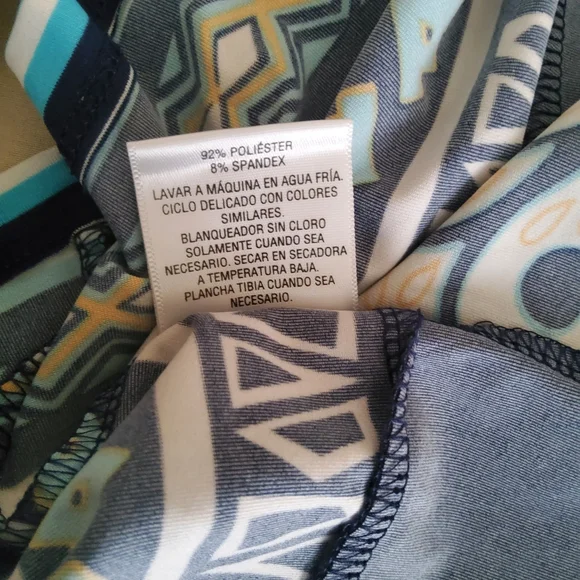 92% POLIÉSTER
8% SPANDEX
LAVAR A MÁQUINA EN AGUA FRÍA.
CICLO DELICADO CON COLORES
SIMILARES.
BLANQUEADOR SIN CLORO
SOLAMENTE CUANDO SEA
NECESARIO. SECAR EN SECADORA
A TEMPERATURA BAJA.
PLANCHA TIBIA CUANDO SEA
NECESARIO.